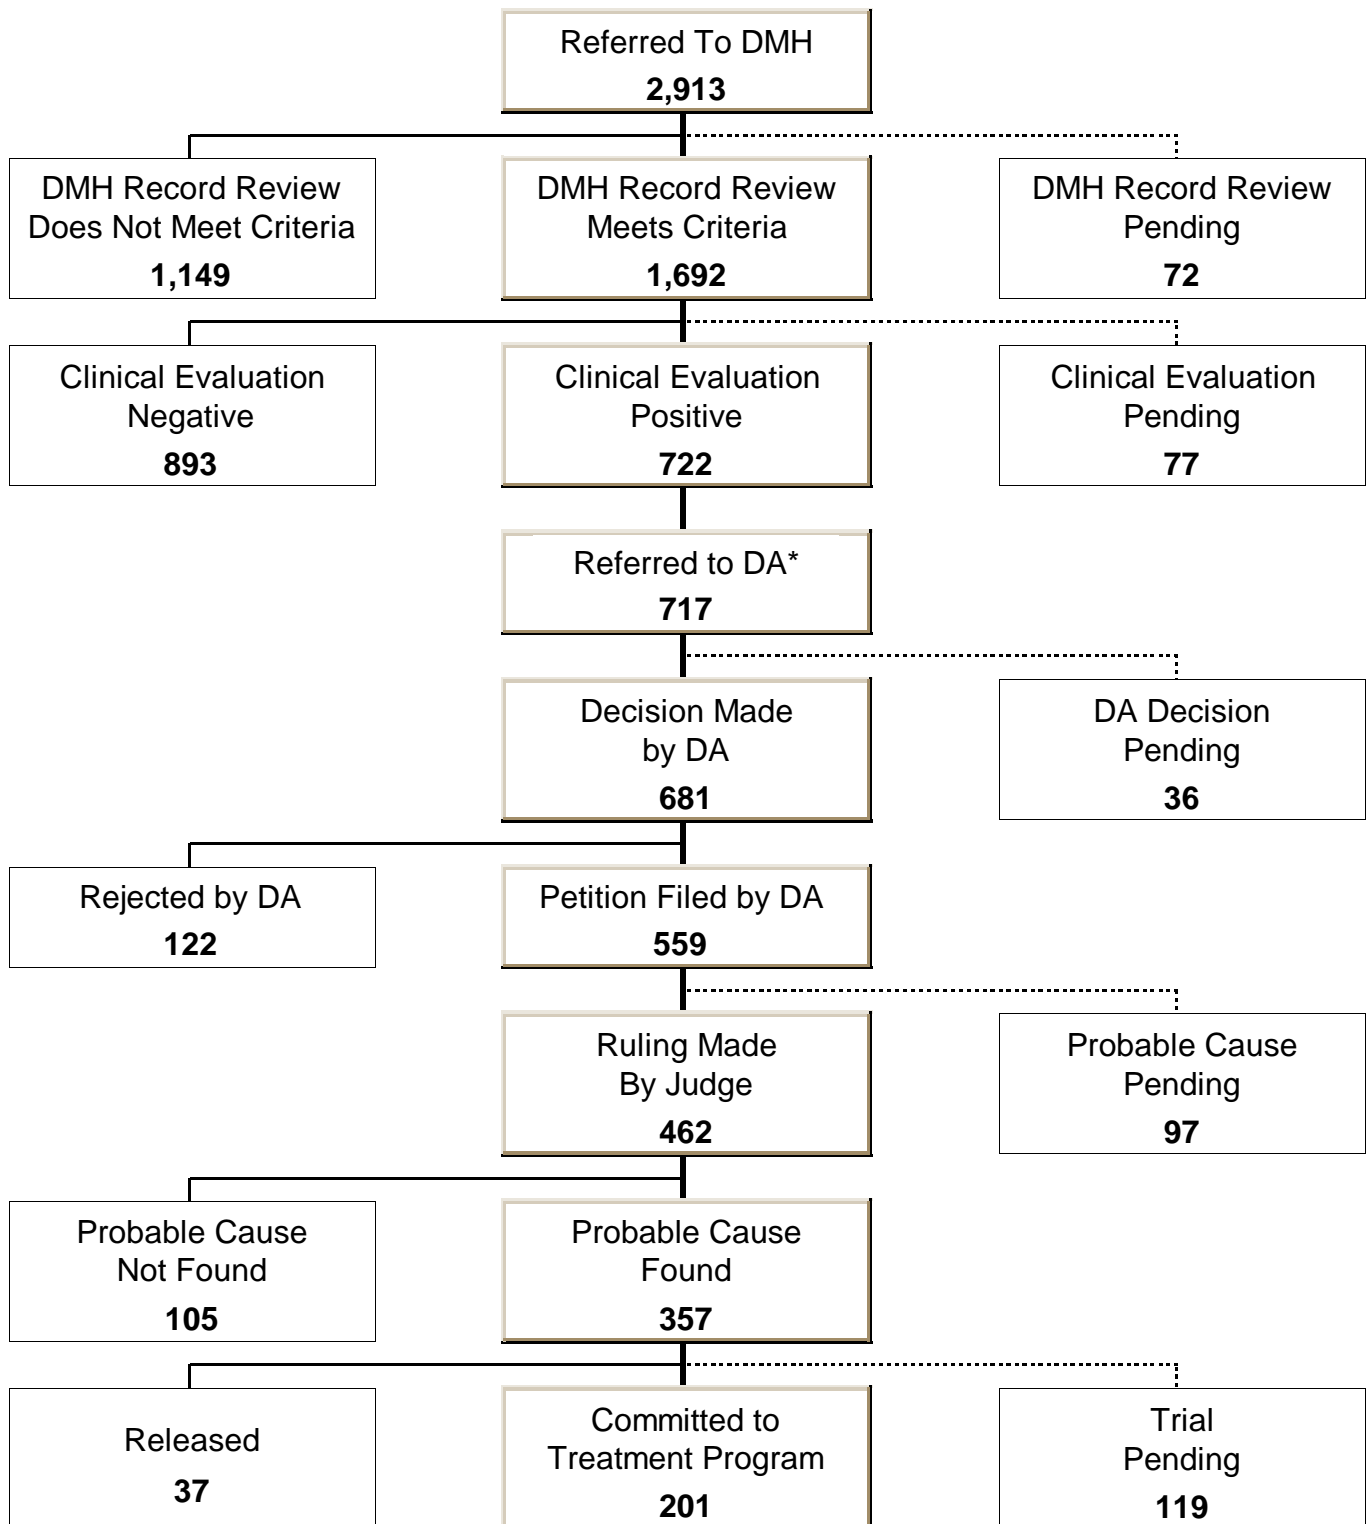 Referred To DMH
2,913
DMH Record Review
Does Not Meet Criteria
1,149
DMH Record Review
Meets Criteria
1,692
DMH Record Review
Pending
72
Clinical Evaluation
Negative
893
Clinical Evaluation
Positive
722
Clinical Evaluation
Pending
77
Referred to DA*
717
Decision Made
by DA
681
DA Decision
Pending
36
Rejected by DA
122
Petition Filed by DA
559
Ruling Made
By Judge
462
Probable Cause
Pending
97
Probable Cause
Not Found
105
Probable Cause
Found
357
Released
37
Committed to
Treatment Program
201
Trial
Pending
119